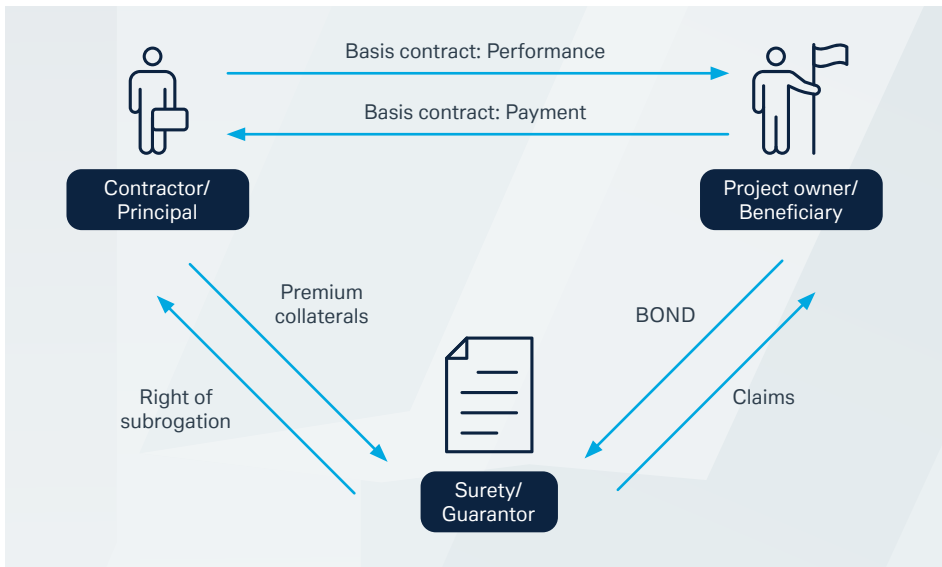 Basis contract: Performance
Basis contract: Payment
Contractor/
Principal
Project owner/
Beneficiary
Premium
collaterals
BOND
Right of
subrogation
Claims
Surety/
Guarantor